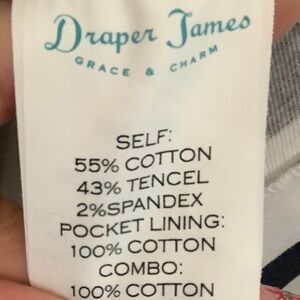 Draper James
GRACE & CHARM
SELF:
55% COTTON
43% TENCEL
2%SPANDEX
POCKET LINING:
100% COTTON
COMBO:
100% COTTON